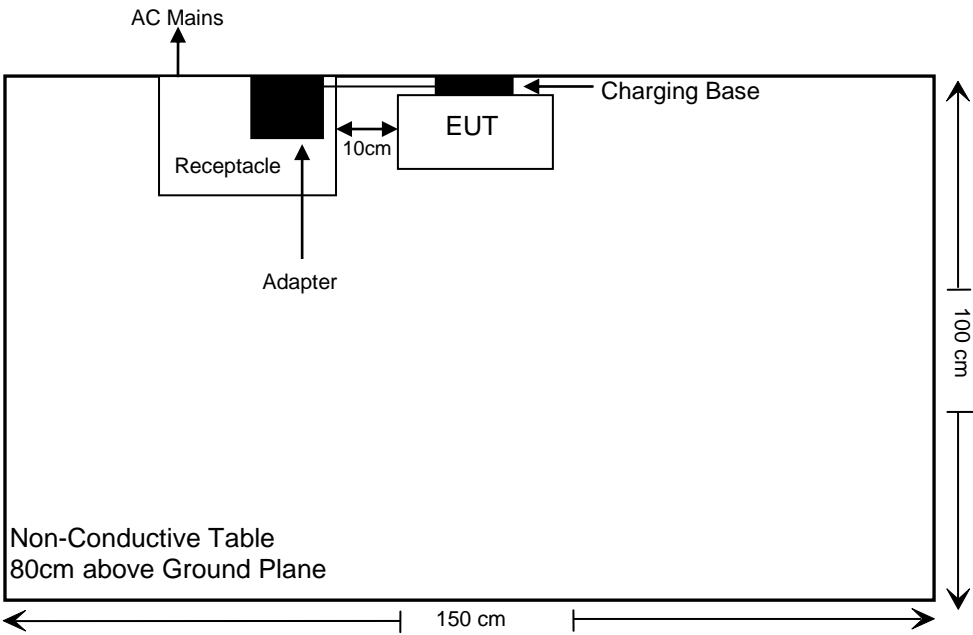 AC Mains
Charging Base
EUT
10cm
Receptacle
Adapter
100 cm
Non-Conductive Table
80cm above Ground Plane
150 cm